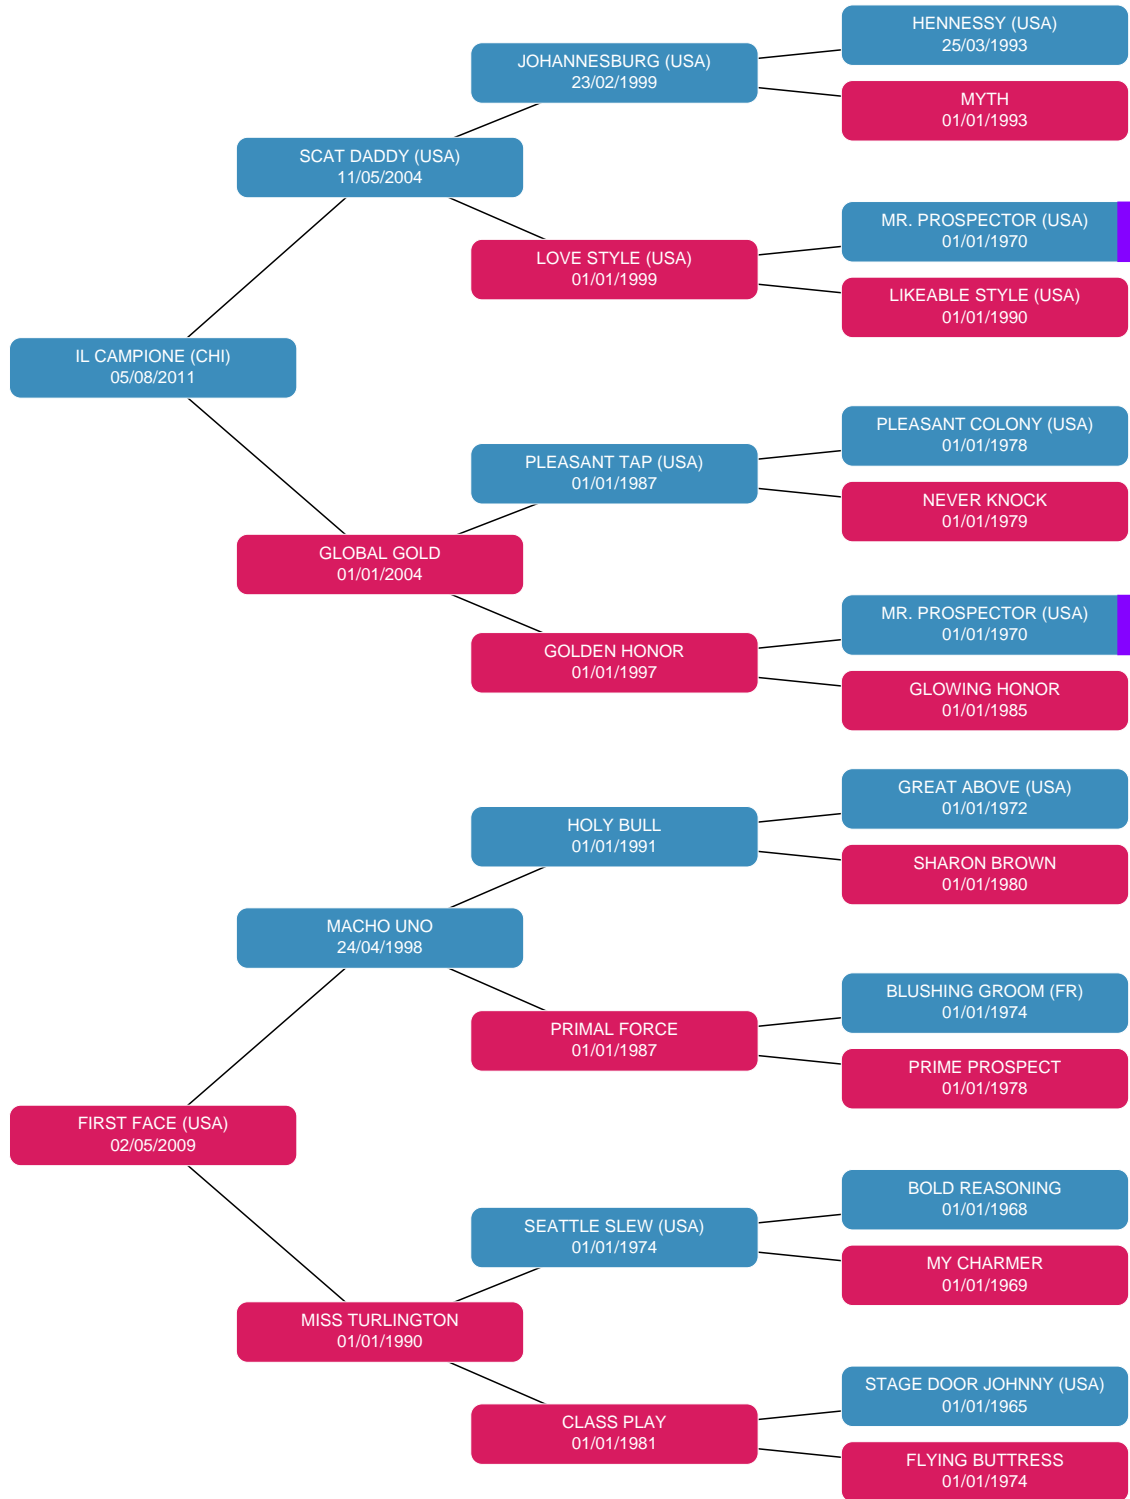 HENNESSY (USA)
25/03/1993
JOHANNESBURG (USA)
23/02/1999
MYTH
01/01/1993
SCAT DADDY (USA)
11/05/2004
MR. PROSPECTOR (USA)
01/01/1970
LOVE STYLE (USA)
01/01/1999
LIKEABLE STYLE (USA)
01/01/1990
IL CAMPIONE (CHI)
05/08/2011
PLEASANT COLONY (USA)
01/01/1978
PLEASANT TAP (USA)
01/01/1987
NEVER KNOCK
01/01/1979
GLOBAL GOLD
01/01/2004
MR. PROSPECTOR (USA)
01/01/1970
GOLDEN HONOR
01/01/1997
GLOWING HONOR
01/01/1985
GREAT ABOVE (USA)
01/01/1972
HOLY BULL
01/01/1991
SHARON BROWN
01/01/1980
MACHO UNO
24/04/1998
BLUSHING GROOM (FR)
01/01/1974
PRIMAL FORCE
01/01/1987
PRIME PROSPECT
01/01/1978
FIRST FACE (USA)
02/05/2009
BOLD REASONING
01/01/1968
SEATTLE SLEW (USA)
01/01/1974
MY CHARMER
01/01/1969
MISS TURLINGTON
01/01/1990
STAGE DOOR JOHNNY (USA)
01/01/1965
CLASS PLAY
01/01/1981
FLYING BUTTRESS
01/01/1974